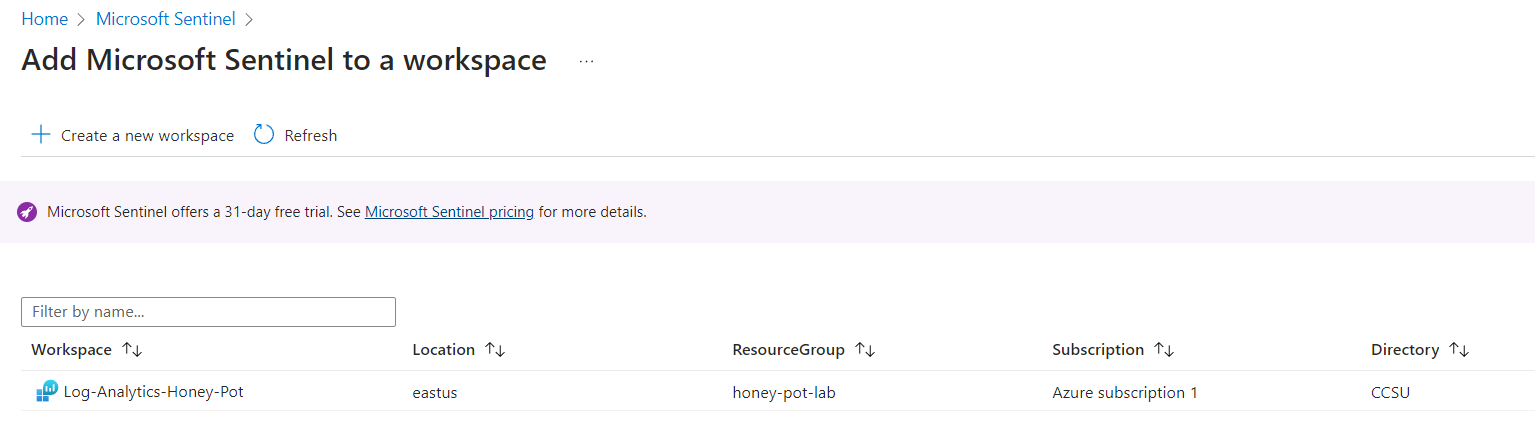 Home > Microsoft Sentinel >
Add Microsoft Sentinel to a workspace ...
Create a new workspace Refresh
Microsoft Sentinel offers a 31-day free trial. See Microsoft Sentinel pricing for more details.
Filter by name...
Workspace Location ResourceGroup Subscription Directory
Log-Analytics-Honey-Pot eastus honey-pot-lab Azure subscription 1 CCSU